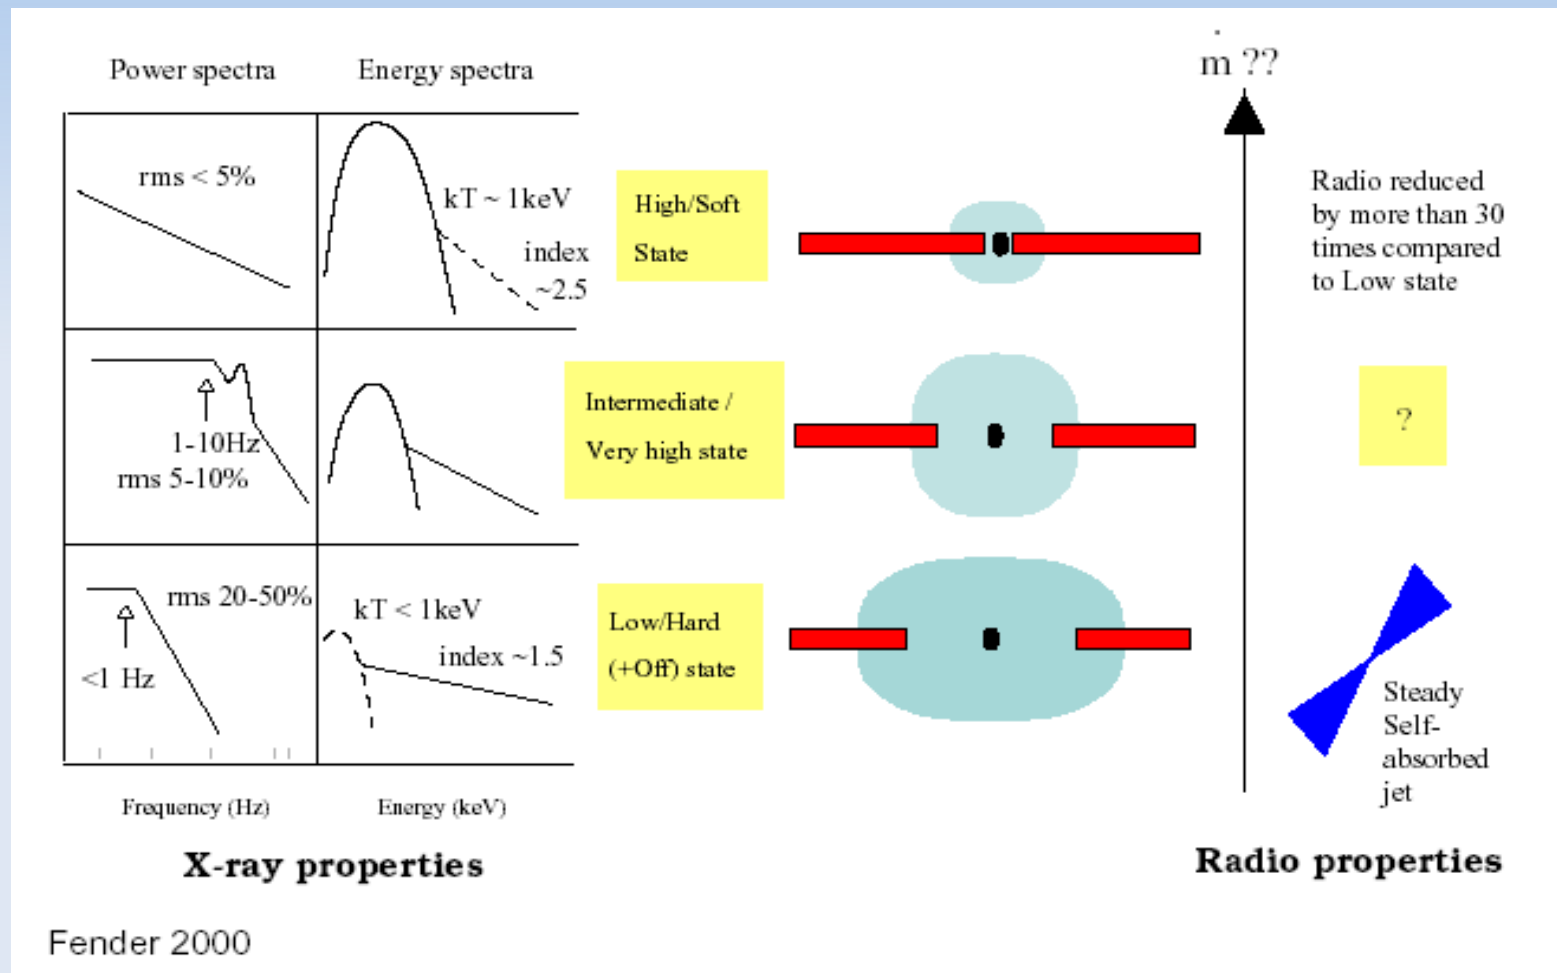 Power spectra
Energy spectra
ṁ ??
rms < 5%
kT ~ 1keV
index
~2.5
High/Soft
State
Radio reduced
by more than 30
times compared
to Low state
1-10Hz
rms 5-10%
Intermediate /
Very high state
?
rms 20-50%
<1 Hz
kT < 1keV
index ~1.5
Low/Hard
(+Off) state
Steady
Self-
absorbed
jet
Frequency (Hz)
Energy (keV)
X-ray properties
Radio properties
Fender 2000